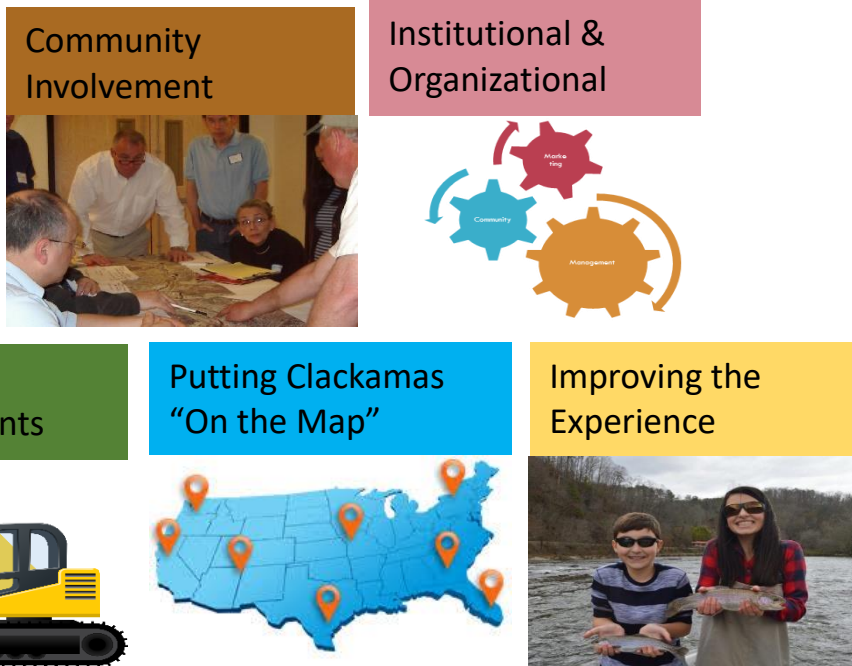 Community
Involvement
Institutional &
Organizational
Marke
ting
Community
Management
nts
Putting Clackamas
“On the Map”
Improving the
Experience